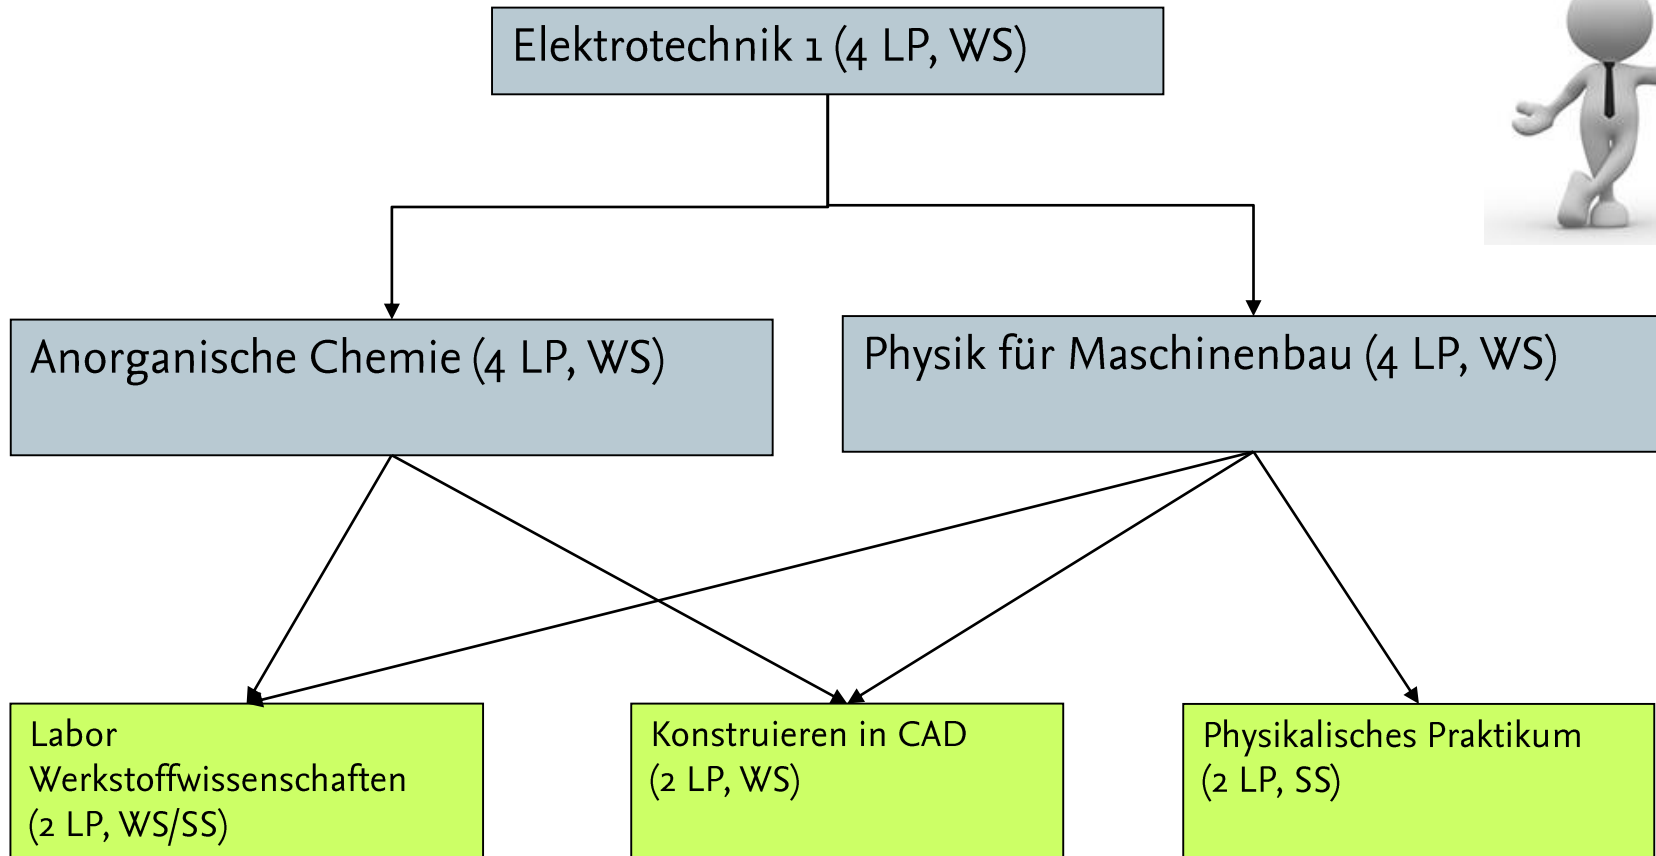 Elektrotechnik 1 (4 LP, WS)
Anorganische Chemie (4 LP, WS)
Physik für Maschinenbau (4 LP, WS)
Labor
Werkstoffwissenschaften
(2 LP, WS/SS)
Konstruieren in CAD
(2 LP, WS)
Physikalisches Praktikum
(2 LP, SS)